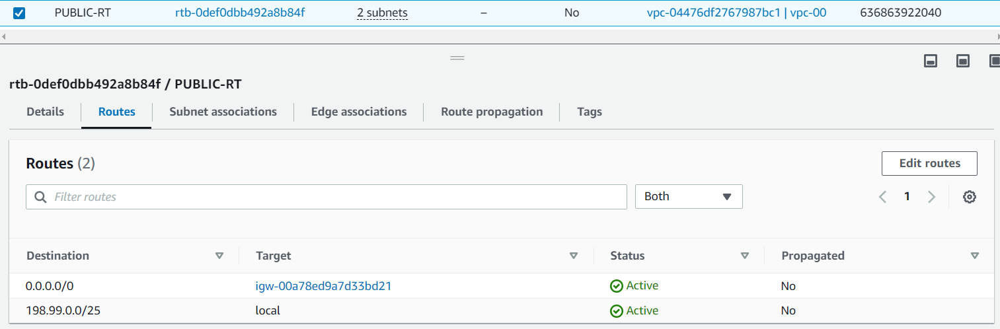 PUBLIC-RT rtb-0def0dbb492a8b84f 2 subnets – No vpc-04476df2767987bc1 | vpc-00 636863922040
rtb-0def0dbb492a8b84f / PUBLIC-RT
Details Routes Subnet associations Edge associations Route propagation Tags
Routes (2) Edit routes
Filter routes Both 1
Destination Target Status Propagated
0.0.0.0/0 igw-00a78ed9a7d33bd21 Active No
198.99.0.0/25 local Active No